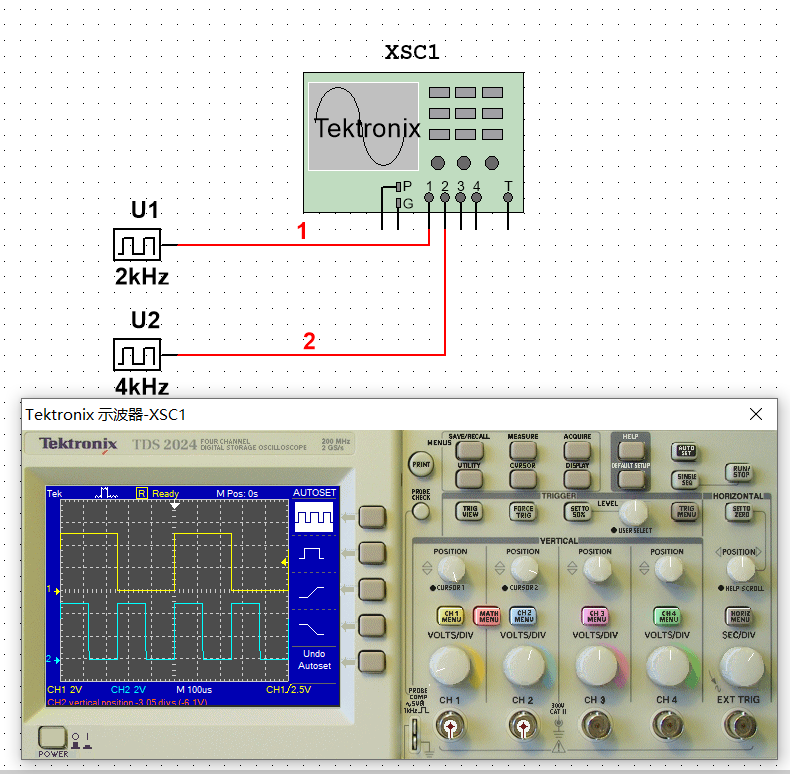 XSC1
Tektronix
P
G
1 2 3 4 T
U1
1
2kHz
U2
2
4kHz
Tektronix 示波器-XSC1
Tektronix TDS 2024 FOUR CHANNEL DIGITAL STORAGE OSCILLOSCOPE 200 MHz 2 GS/s
Tek R Ready M Pos: 0s AUTOSET
1
2
Undo
Autoset
CH1 2V CH2 2V M 100us CH1 2.5V
CH2 vertical position -3.05 divs (-6.1V)
POWER
O I
PRINT
PROBE CHECK
MENUS
SAVE/RECALL MEASURE ACQUIRE HELP
AUTO SET
UTILITY CURSOR DISPLAY DEFAULT SETUP
SINGLE SEQ
RUN/STOP
TRIGGER
HORIZONTAL
TRIG VIEW
FORCE TRIG
SET TO 50%
LEVEL
USER SELECT
TRIG MENU
SET TO ZERO
VERTICAL
POSITION POSITION POSITION POSITION POSITION
CURSOR 1 CURSOR 2 HELP SCROLL
CH 1 MENU
MATH MENU
CH 2 MENU
CH 3 MENU
CH 4 MENU
HORIZ MENU
VOLTS/DIV VOLTS/DIV VOLTS/DIV VOLTS/DIV SEC/DIV
PROBE COMP
~5V@
1kHz
CH 1 CH 2 CH 3 CH 4 EXT TRIG
300V
CAT II